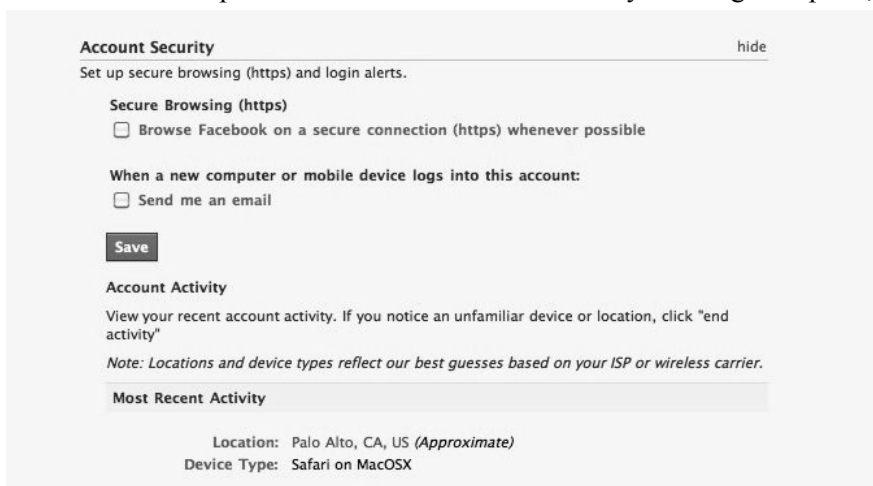 Account Security hide
Set up secure browsing (https) and login alerts.
Secure Browsing (https)
Browse Facebook on a secure connection (https) whenever possible
When a new computer or mobile device logs into this account:
Send me an email
Save
Account Activity
View your recent account activity. If you notice an unfamiliar device or location, click "end
activity"
Note: Locations and device types reflect our best guesses based on your ISP or wireless carrier.
Most Recent Activity
Location: Palo Alto, CA, US (Approximate)
Device Type: Safari on MacOSX